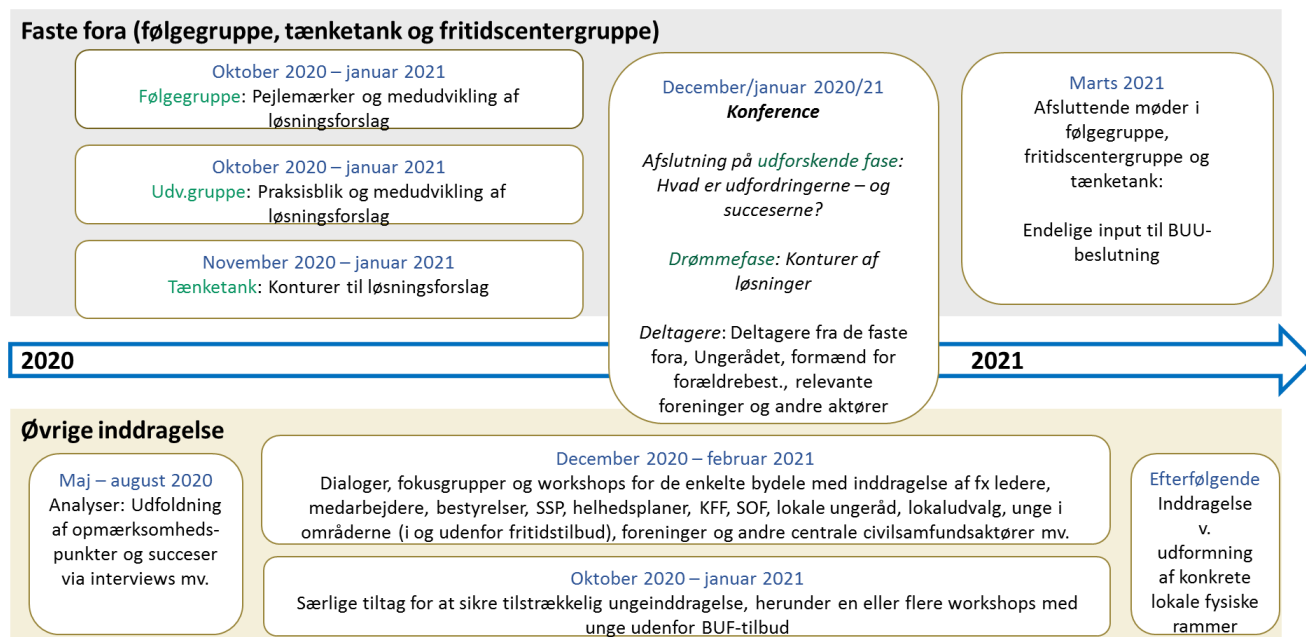 Faste fora (følgegruppe, tænketank og fritidscentergruppe)
Oktober 2020 – januar 2021
Følgegruppe: Pejlemærker og medudvikling af
løsningsforslag
Oktober 2020 – januar 2021
Udv.gruppe: Praksisblik og medudvikling af
løsningsforslag
November 2020 – januar 2021
Tænketank: Konturer til løsningsforslag
December/januar 2020/21
Konference
Afslutning på udforskende fase:
Hvad er udfordringerne – og
succeserne?
Drømmefase: Konturer af
løsninger
Deltagere: Deltagere fra de faste
fora, Ungerådet, formænd for
forældrebest., relevante
foreninger og andre aktører
Marts 2021
Afsluttende møder i
følgegruppe,
fritidscentergruppe og
tænketank:
Endelige input til BUU-
beslutning
2020
2021
Øvrige inddragelse
Maj – august 2020
Analyser: Udfoldning
af opmærksomheds-
punkter og succeser
via interviews mv.
December 2020 – februar 2021
Dialoger, fokusgrupper og workshops for de enkelte bydele med inddragelse af fx ledere,
medarbejdere, bestyrelser, SSP, helhedsplaner, KFF, SOF, lokale ungeråd, lokaludvalg, unge i
områderne (i og udenfor fritidstilbud), foreninger og andre centrale civilsamfundsaktører mv.
Oktober 2020 – januar 2021
Særlige tiltag for at sikre tilstrækkelig ungeinddragelse, herunder en eller flere workshops med
unge udenfor BUF-tilbud
Efterfølgende
Inddragelse
v.
udformning
af konkrete
lokale fysiske
rammer